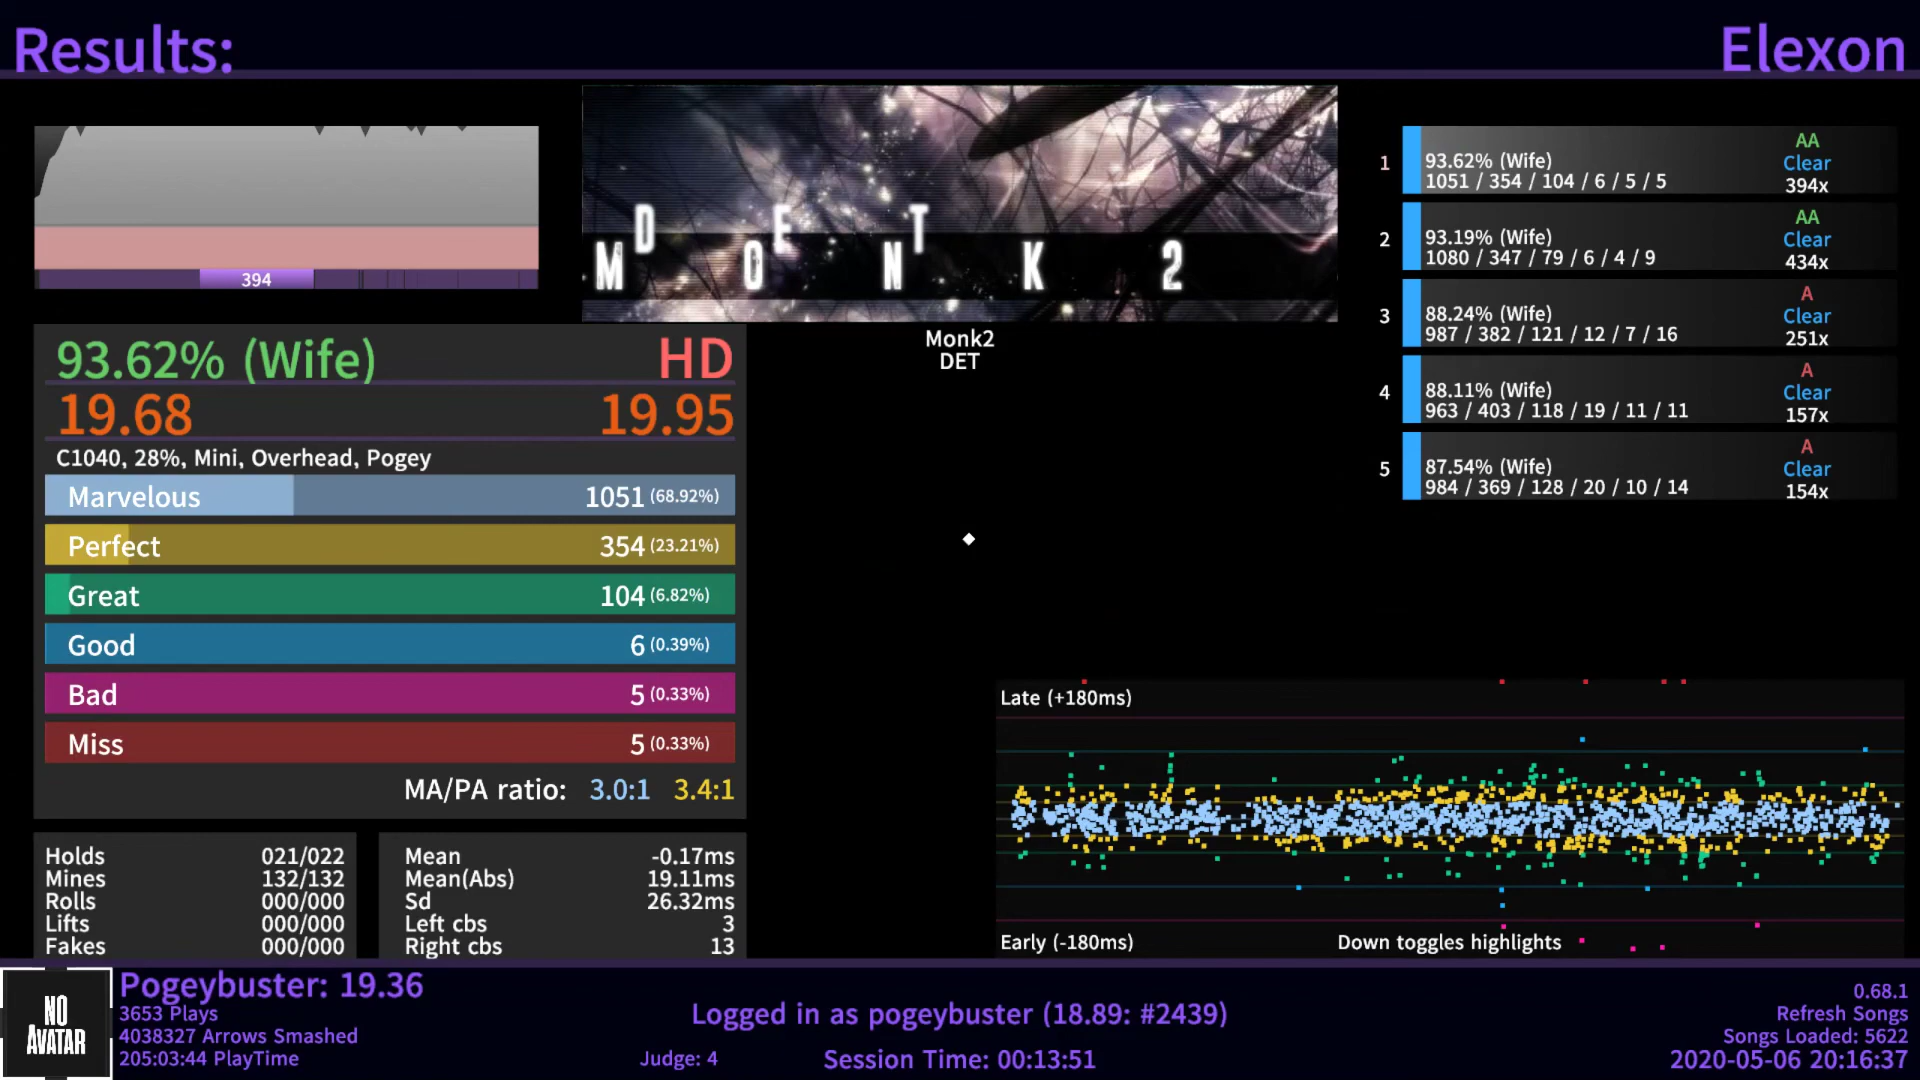 Results:
Elexon
394
D E T
M O N K 2
Monk2
DET
93.62% (Wife) HD
19.68 19.95
C1040, 28%, Mini, Overhead, Pogey
Marvelous 1051 (68.92%)
Perfect 354 (23.21%)
Great 104 (6.82%)
Good 6 (0.39%)
Bad 5 (0.33%)
Miss 5 (0.33%)
MA/PA ratio: 3.0:1 3.4:1
Holds 021/022
Mines 132/132
Rolls 000/000
Lifts 000/000
Fakes 000/000
Mean -0.17ms
Mean(Abs) 19.11ms
Sd 26.32ms
Left cbs 3
Right cbs 13
AA
1 93.62% (Wife) Clear
1051 / 354 / 104 / 6 / 5 / 5 394x
AA
2 93.19% (Wife) Clear
1080 / 347 / 79 / 6 / 4 / 9 434x
A
3 88.24% (Wife) Clear
987 / 382 / 121 / 12 / 7 / 16 251x
A
4 88.11% (Wife) Clear
963 / 403 / 118 / 19 / 11 / 11 157x
A
5 87.54% (Wife) Clear
984 / 369 / 128 / 20 / 10 / 14 154x
Late (+180ms)
Early (-180ms) Down toggles highlights
NO
AVATAR
Pogeybuster: 19.36
3653 Plays
4038327 Arrows Smashed
205:03:44 PlayTime
Logged in as pogeybuster (18.89: #2439)
Judge: 4 Session Time: 00:13:51
0.68.1
Refresh Songs
Songs Loaded: 5622
2020-05-06 20:16:37